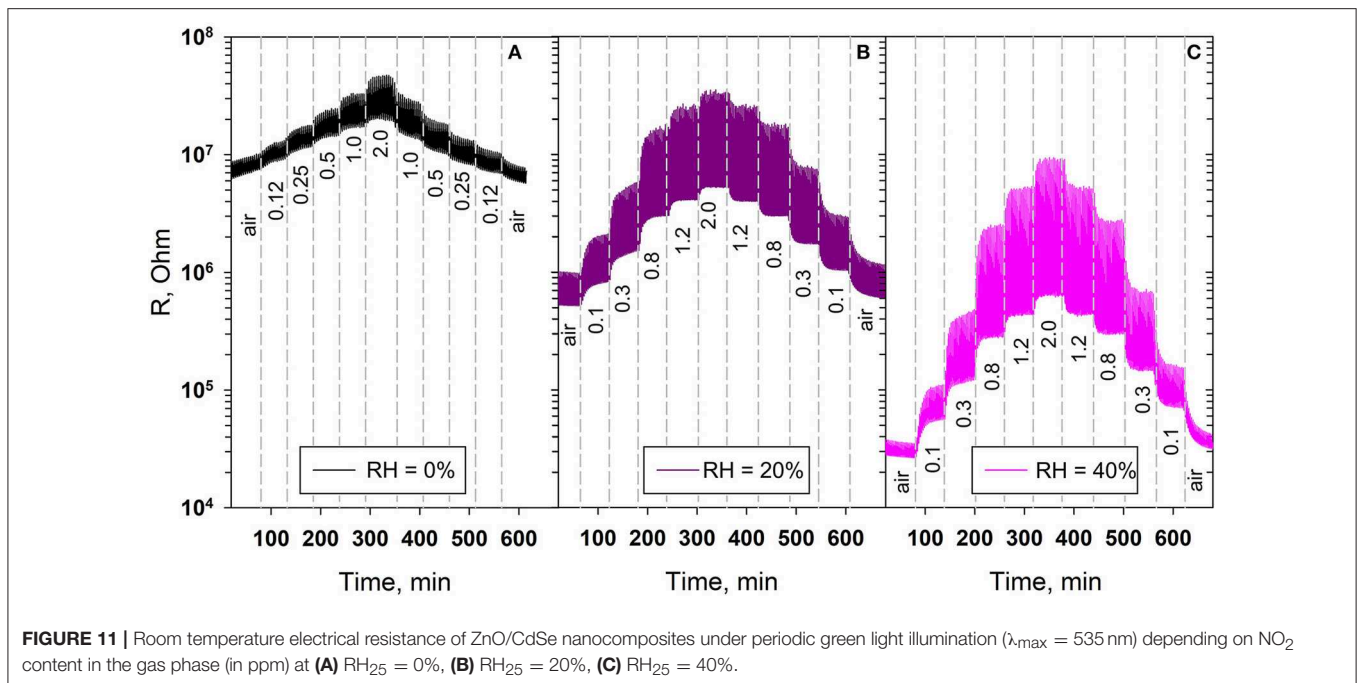 10⁸
10⁷
10⁶
10⁵
10⁴
R, Ohm
A
air
0.12
0.25
0.5
1.0
2.0
1.0
0.5
0.25
0.12
air
RH = 0%
100 200 300 400 500 600
Time, min
B
air
0.1
0.3
0.8
1.2
2.0
1.2
0.8
0.3
0.1
air
RH = 20%
100 200 300 400 500 600
Time, min
C
air
0.1
0.3
0.8
1.2
2.0
1.2
0.8
0.3
0.1
air
RH = 40%
100 200 300 400 500 600
Time, min
FIGURE 11 | Room temperature electrical resistance of ZnO/CdSe nanocomposites under periodic green light illumination (λmax = 535 nm) depending on NO₂
content in the gas phase (in ppm) at (A) RH₂₅ = 0%, (B) RH₂₅ = 20%, (C) RH₂₅ = 40%.